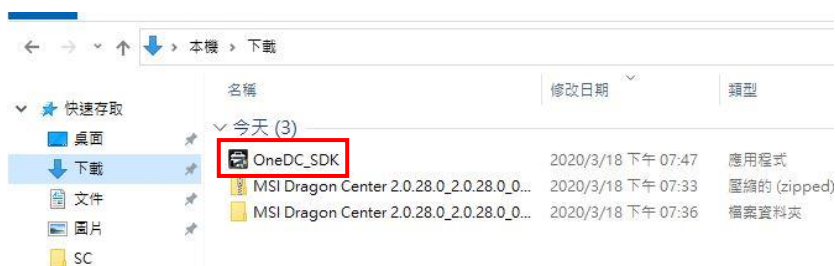 本機 › 下載
名稱 修改日期 類型
快速存取
今天 (3)
桌面
OneDC_SDK 2020/3/18 下午 07:47 應用程式
下載
MSI Dragon Center 2.0.28.0_2.0.28.0_0... 2020/3/18 下午 07:33 壓縮的 (zipped)
文件
MSI Dragon Center 2.0.28.0_2.0.28.0_0... 2020/3/18 下午 07:36 檔案資料夾
圖片
SC